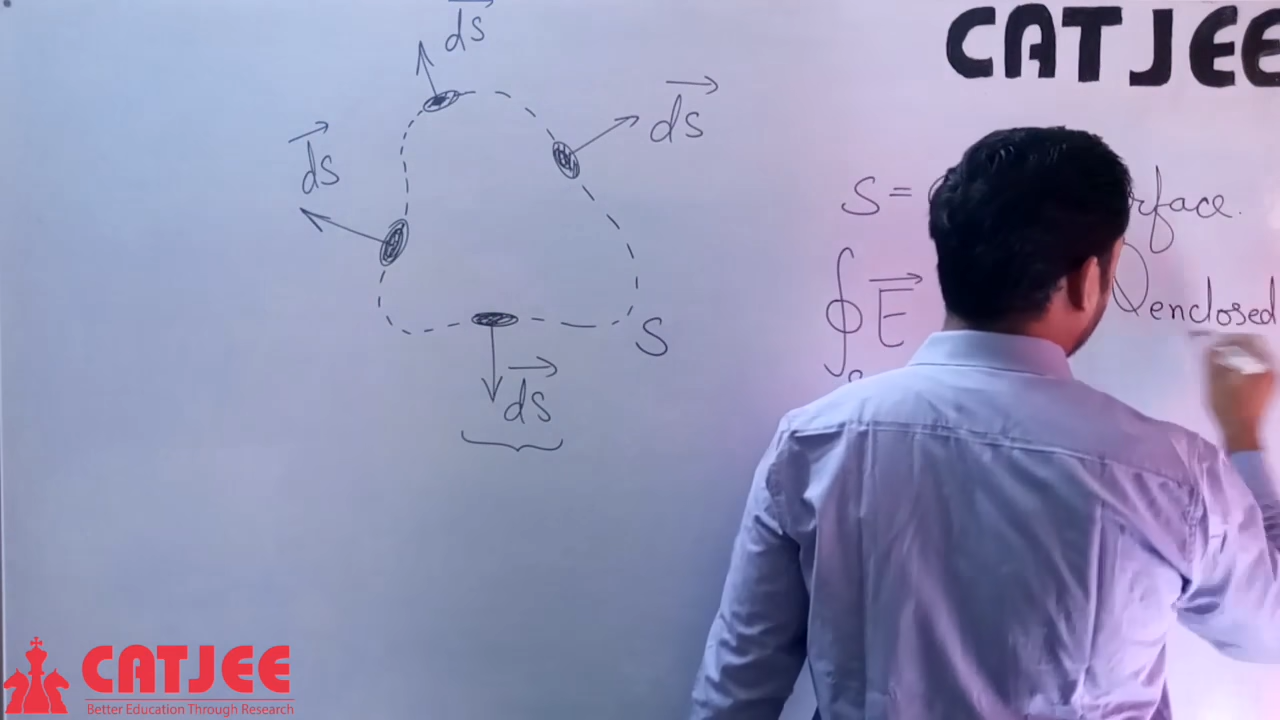 CATJEE
ds
ds
ds
S =
rface.
∮ E
Qenclosed
S
ds
CATJEE
Better Education Through Research